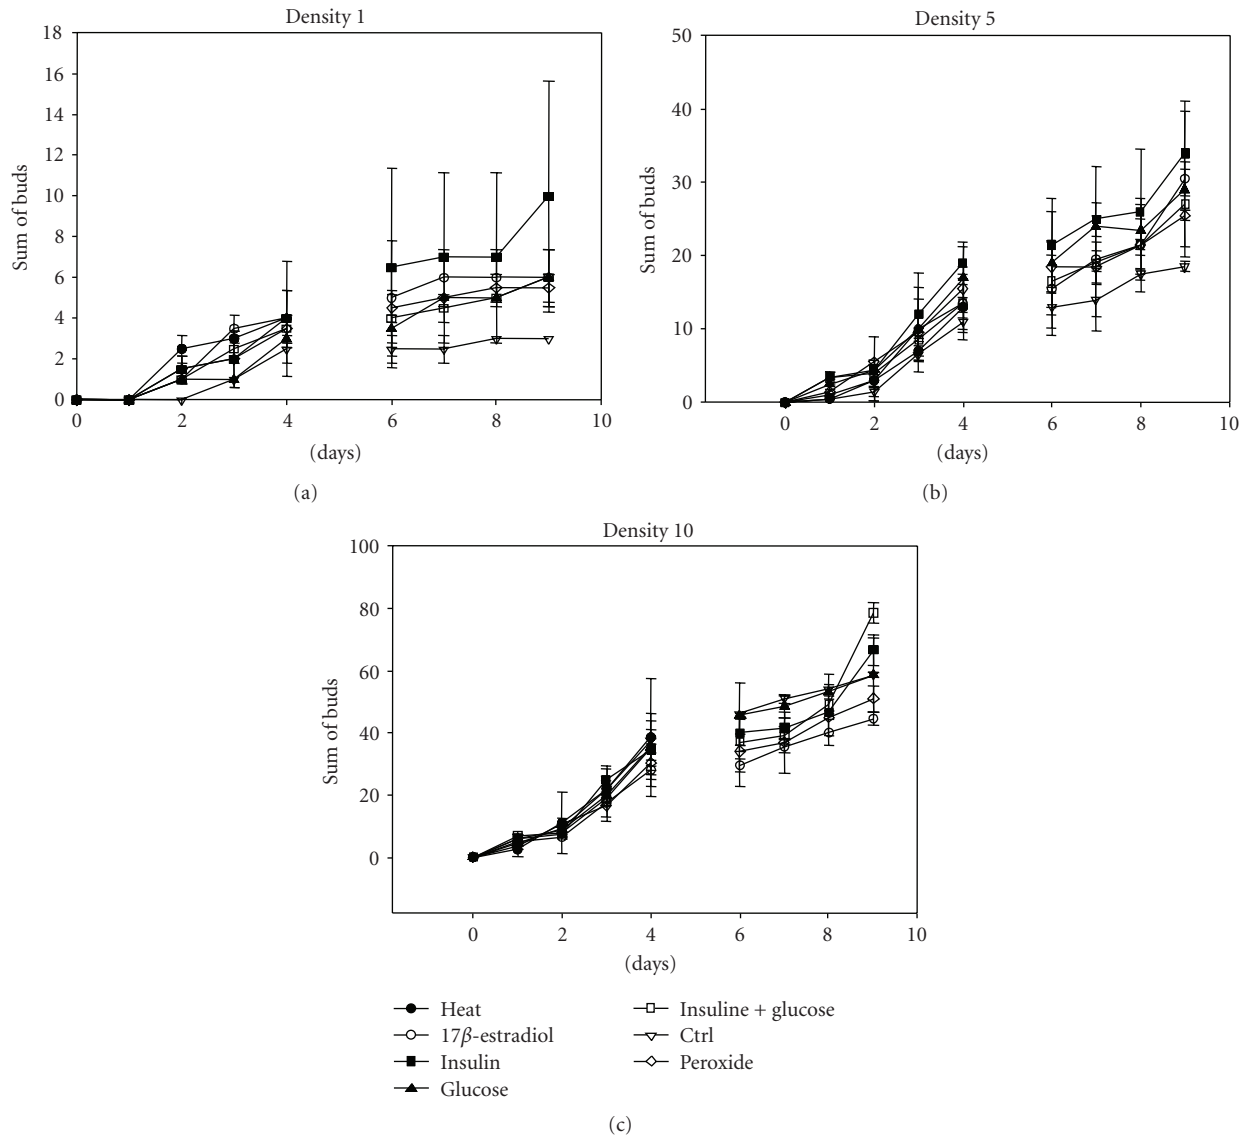 Density 1
18
16
14
12
10
8
6
4
2
0
Sum of buds
0 2 4 6 8 10
(days)
(a)
Density 5
50
40
30
20
10
0
Sum of buds
0 2 4 6 8 10
(days)
(b)
Density 10
100
80
60
40
20
0
Sum of buds
0 2 4 6 8 10
(days)
Heat
17β-estradiol
Insulin
Glucose
Insuline + glucose
Ctrl
Peroxide
(c)